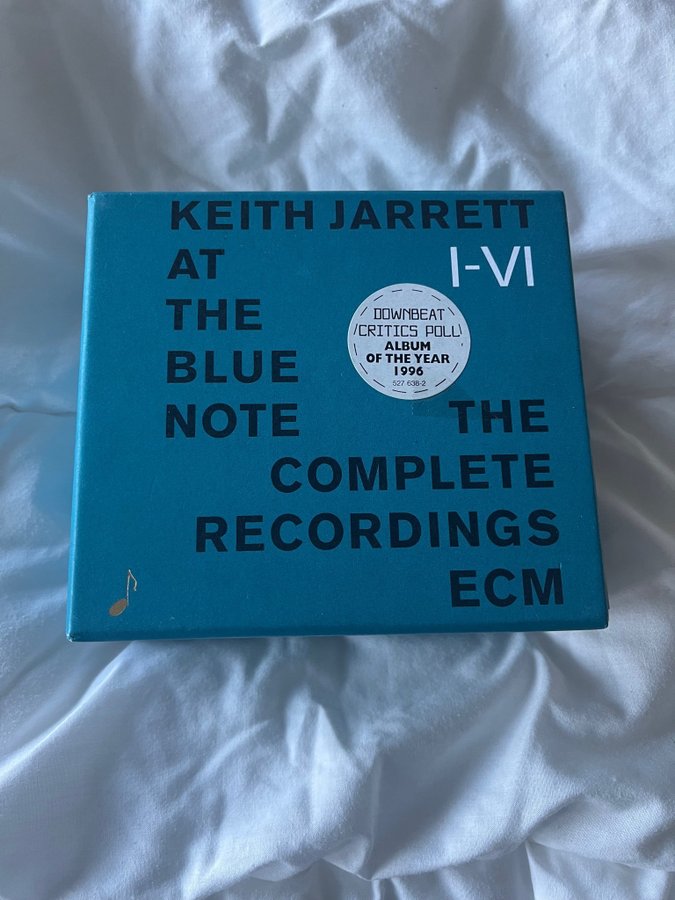 KEITH JARRETT
AT
I-VI
THE
BLUE
NOTE
DOWNBEAT
CRITICS POLL
ALBUM
OF THE YEAR
1996
527 638-2
THE
COMPLETE
RECORDINGS
ECM